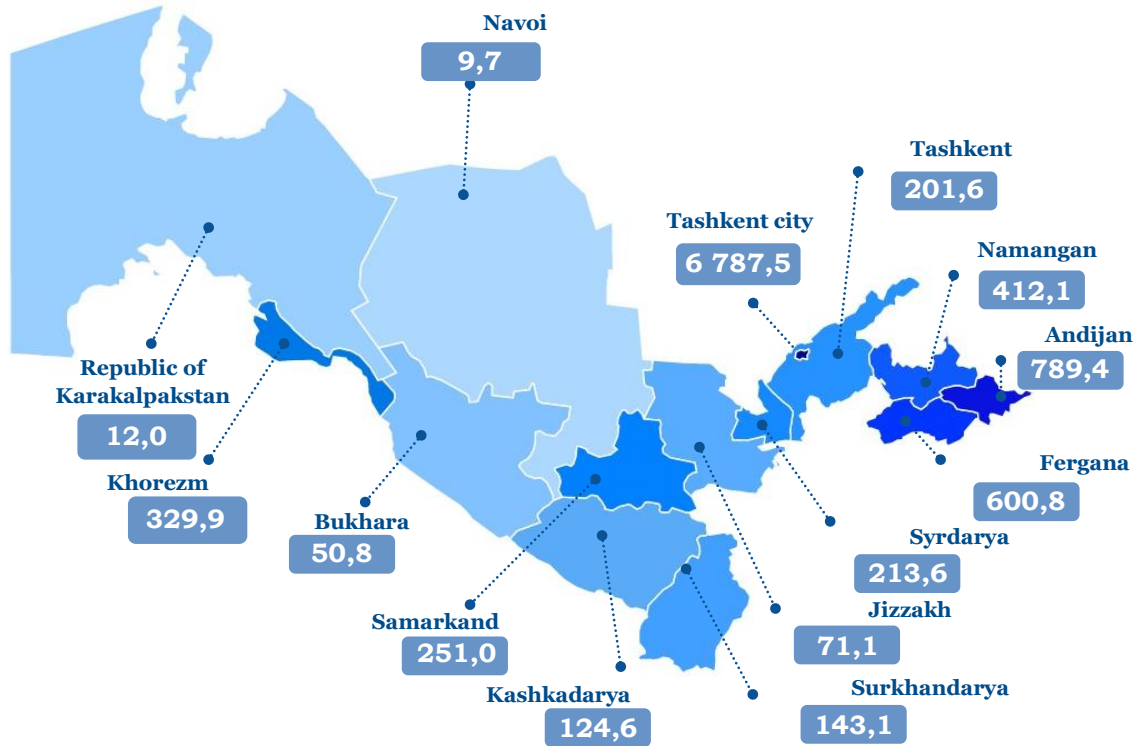 Navoi
9,7
Tashkent
201,6
Tashkent city
6 787,5
Namangan
412,1
Andijan
789,4
Republic of
Karakalpakstan
12,0
Khorezm
329,9
Bukhara
50,8
Fergana
600,8
Syrdarya
213,6
Samarkand
251,0
Jizzakh
71,1
Kashkadarya
124,6
Surkhandarya
143,1